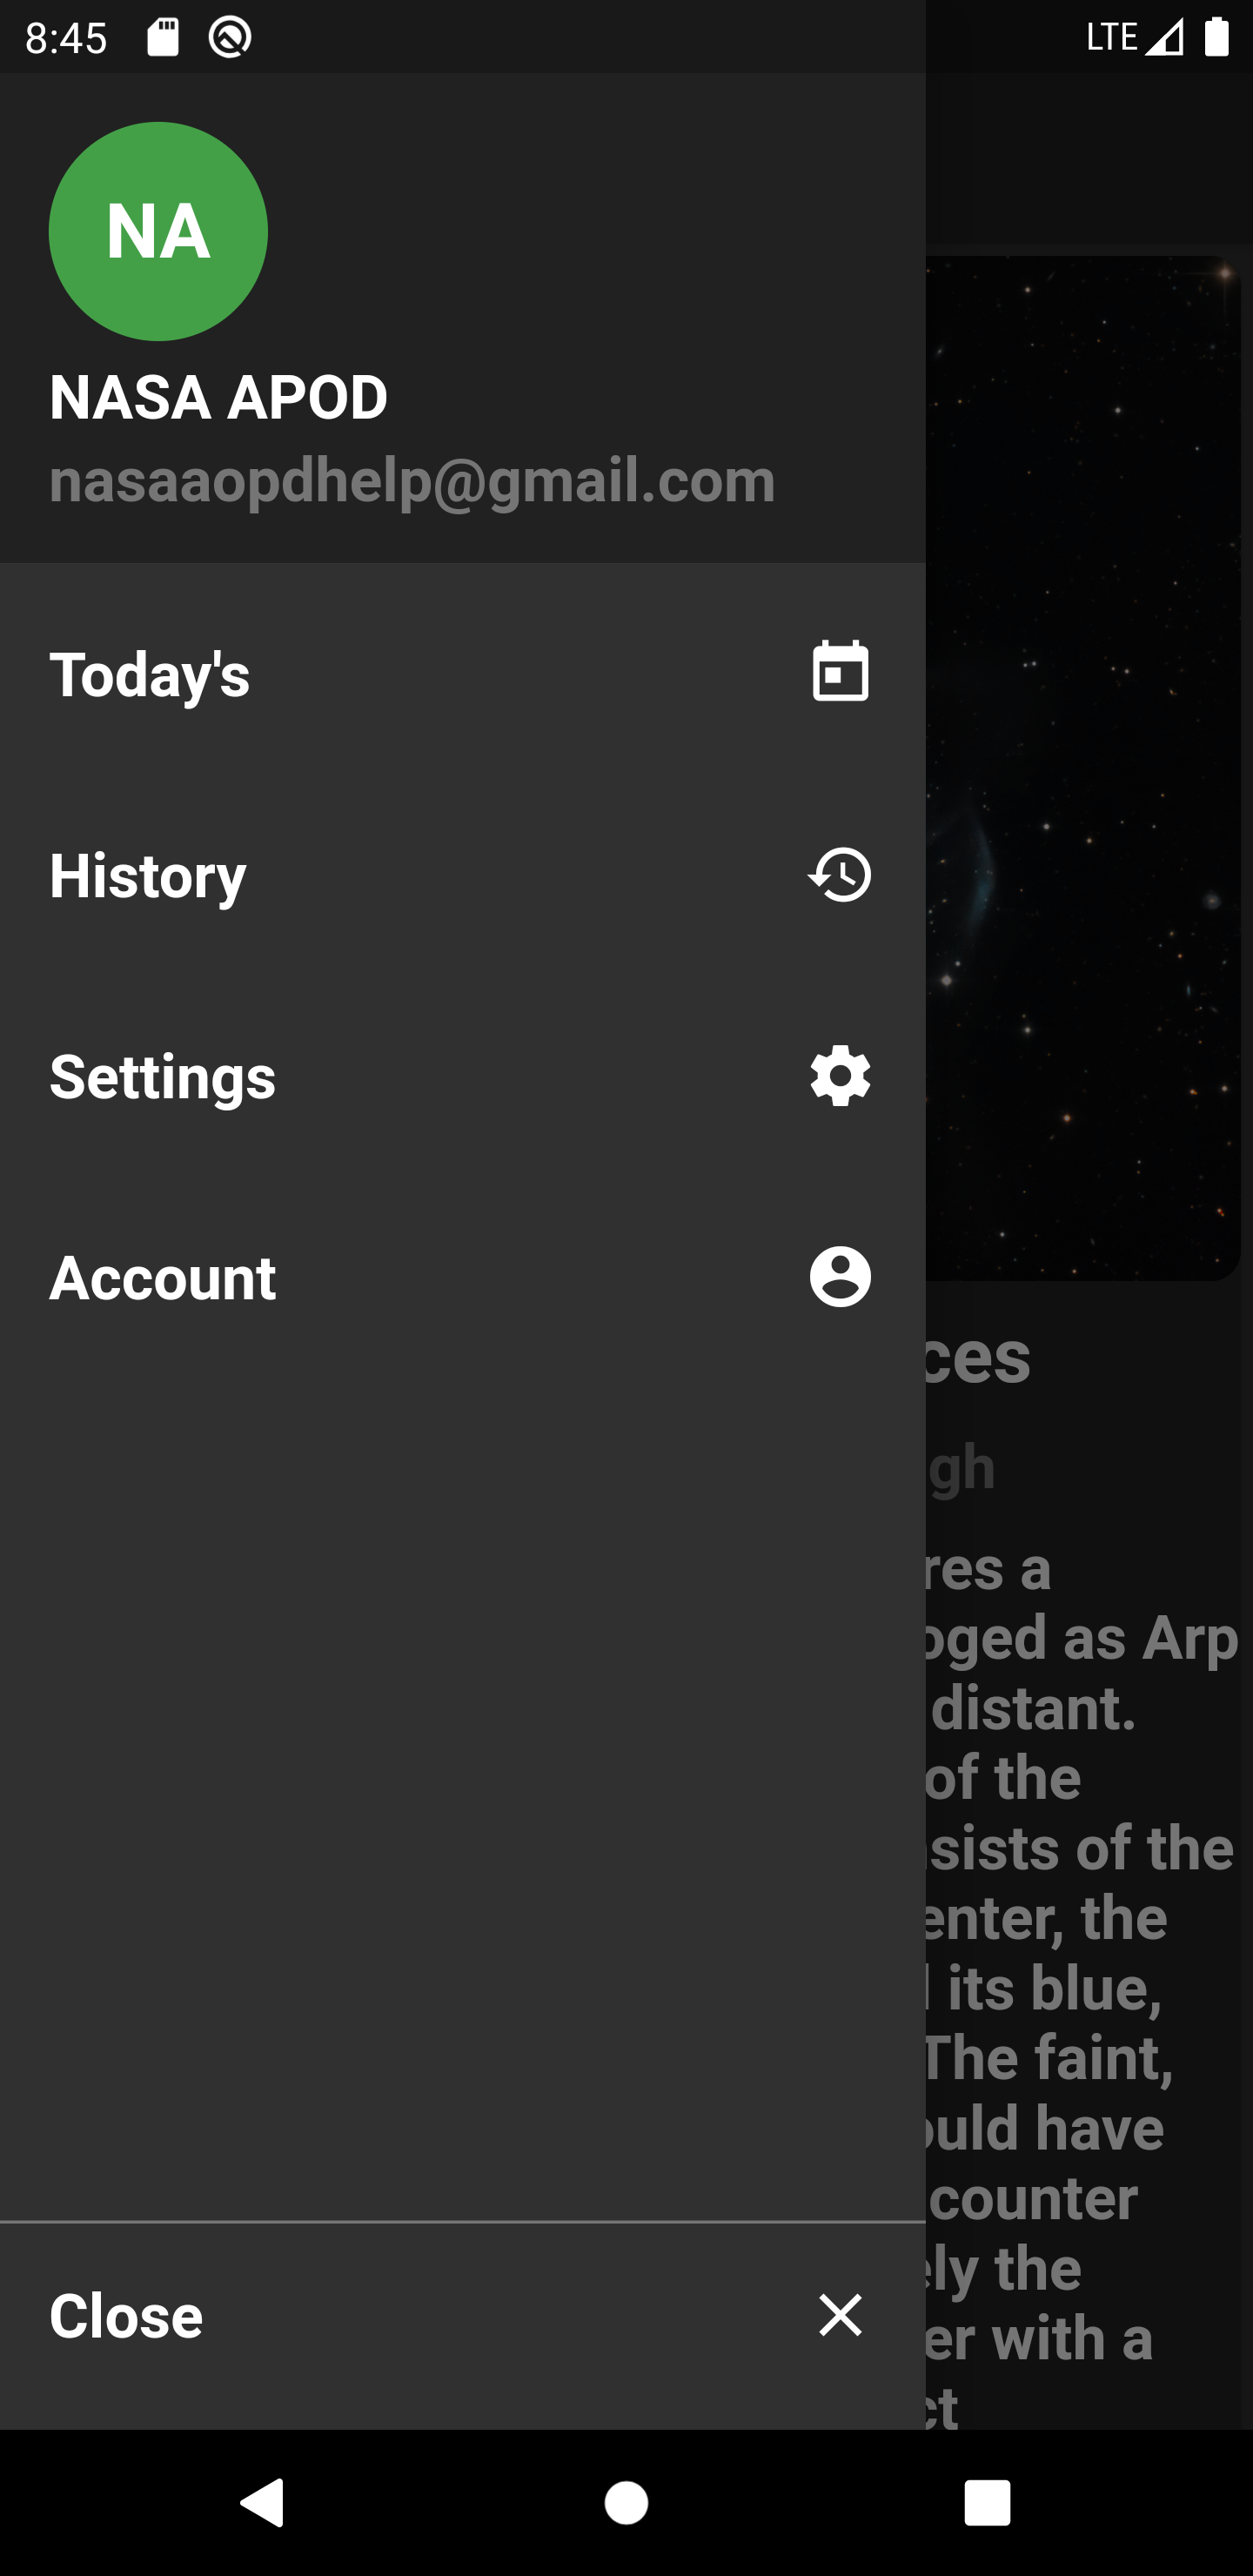 8:45
LTE
NA
NASA APOD
nasaaopdhelp@gmail.com
Today's
History
Settings
Account
ces
gh
res a
oged as Arp
distant.
of the
sists of the
enter, the
its blue,
The faint,
ould have
counter
ely the
er with a
ct
Close